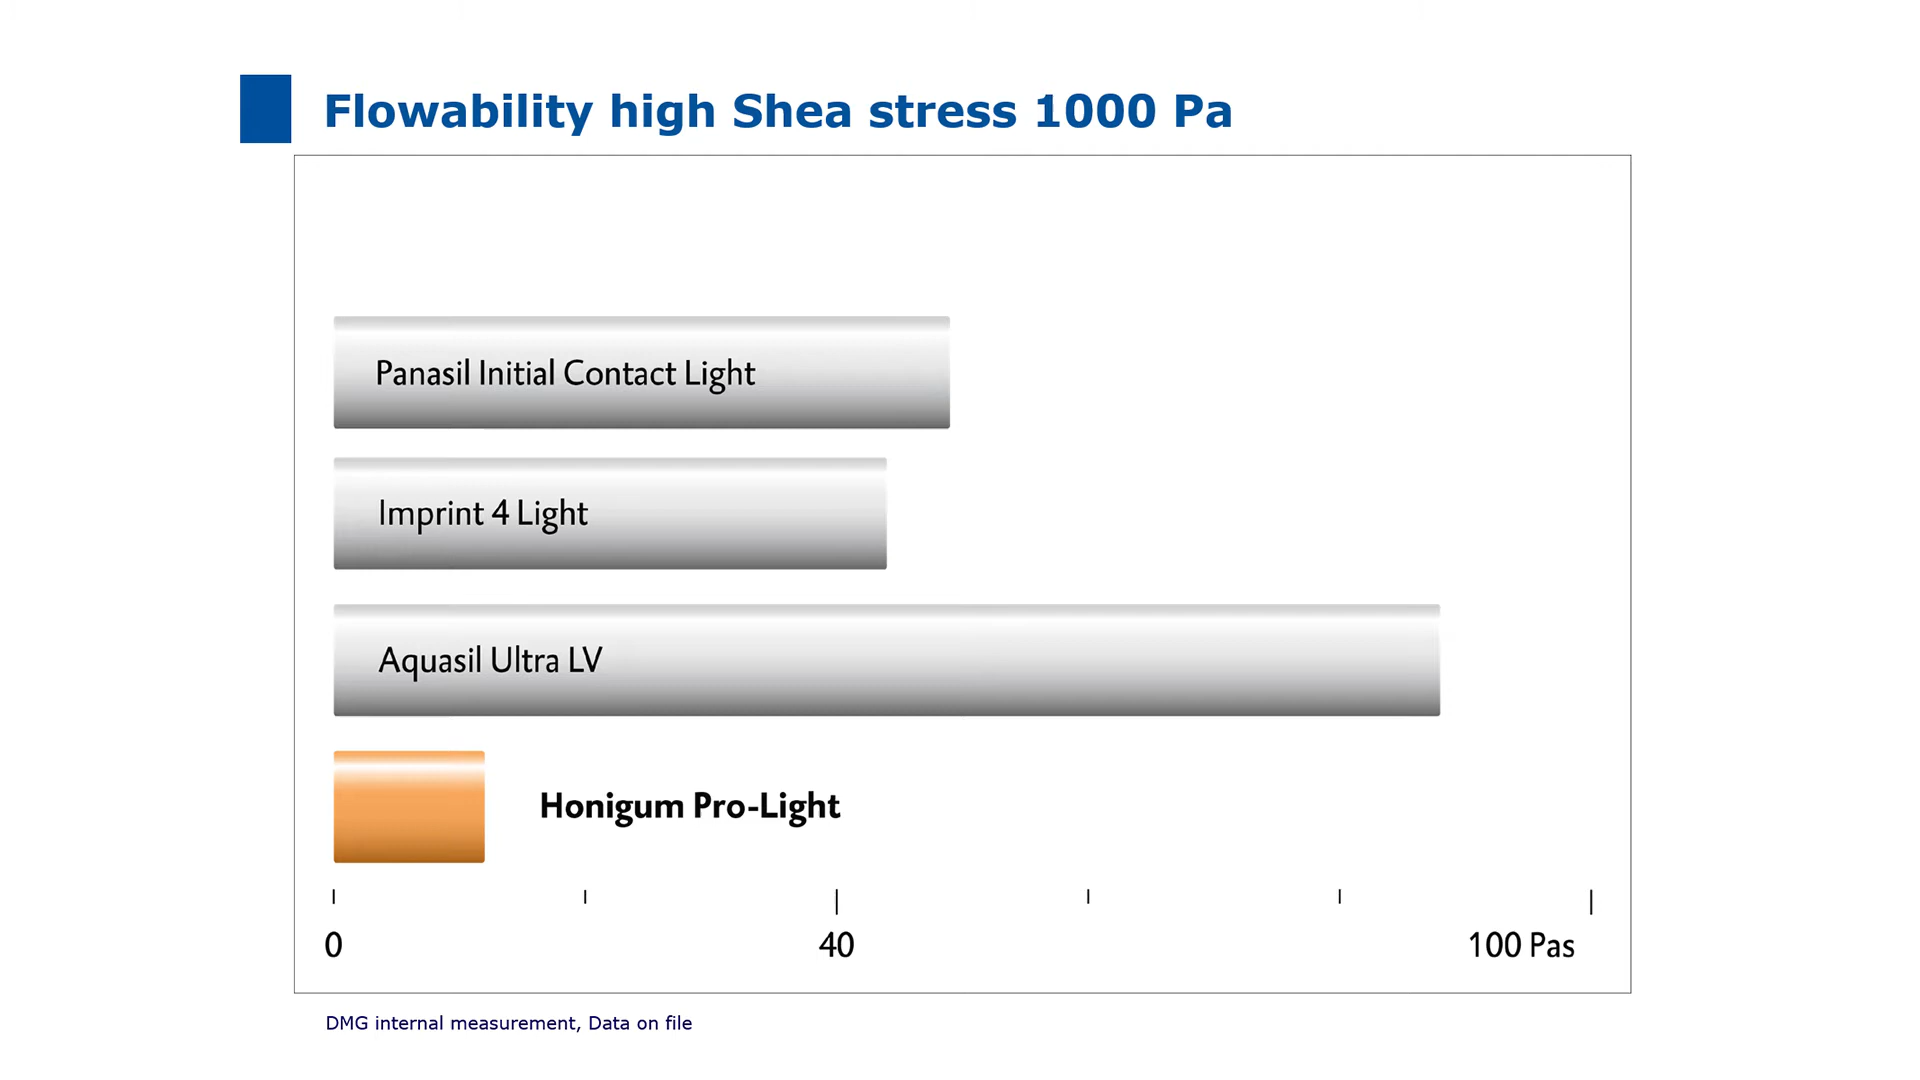 Flowability high Shea stress 1000 Pa
Panasil Initial Contact Light
Imprint 4 Light
Aquasil Ultra LV
Honigum Pro-Light
0 40 100 Pas
DMG internal measurement, Data on file